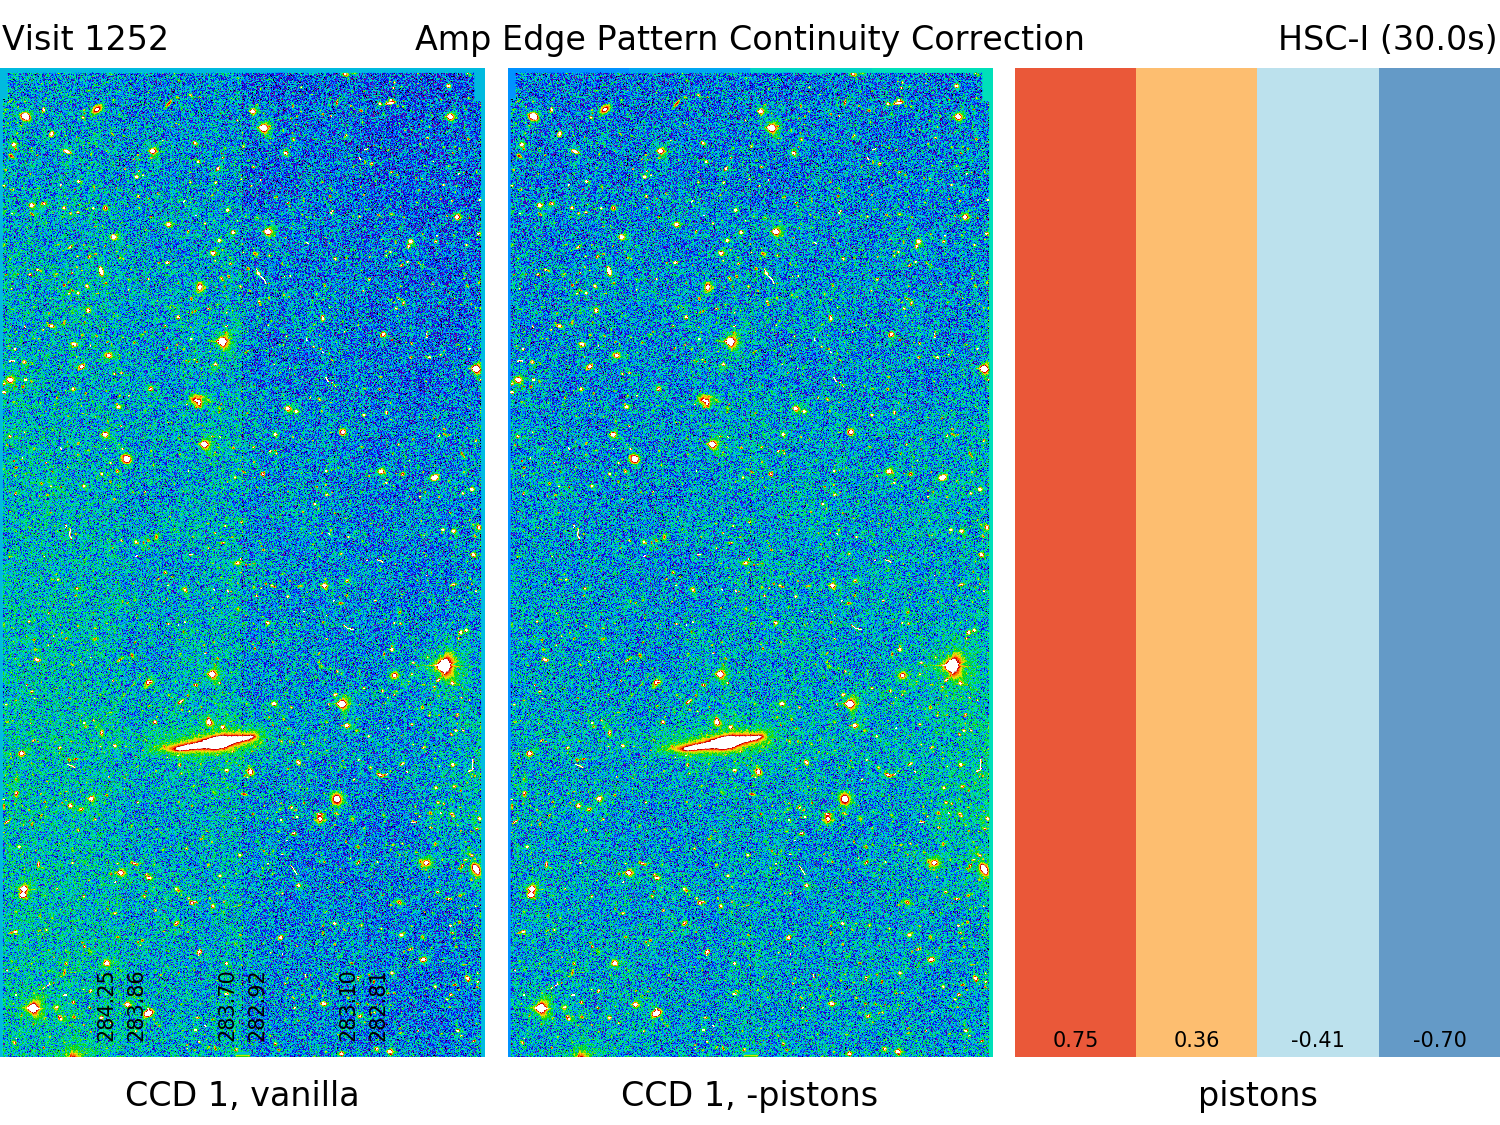 Visit 1252 Amp Edge Pattern Continuity Correction HSC-I (30.0s)
284.25 283.86 283.70 282.92 283.10 282.81
0.75 0.36 -0.41 -0.70
CCD 1, vanilla CCD 1, -pistons pistons